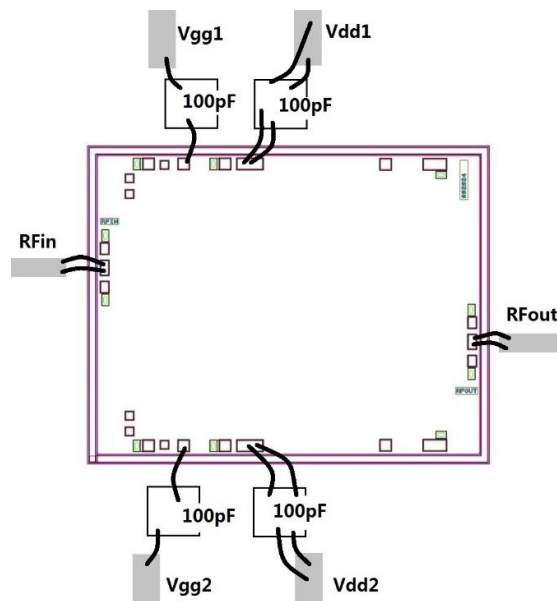 Vgg1
Vdd1
100pF
100pF
RFIN
RFin
RFout
RFOUT
100pF
100pF
Vgg2
Vdd2